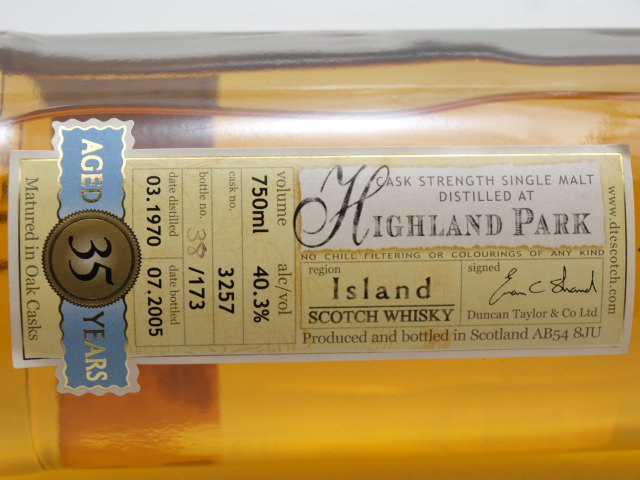 CASK STRENGTH SINGLE MALT
DISTILLED AT
HIGHLAND PARK
NO CHILL FILTERING OR COLOURINGS OF ANY KIND
region
Island
SCOTCH WHISKY
signed
Duncan Taylor & Co Ltd
Produced and bottled in Scotland AB54 8JU
www.dtcscotch.com
volume alc/vol
750ml 40.3%
cask no. 3257
bottle no. 38 /173
date distilled date bottled
03.1970 07.2005
AGED 35 YEARS
Matured in Oak Casks